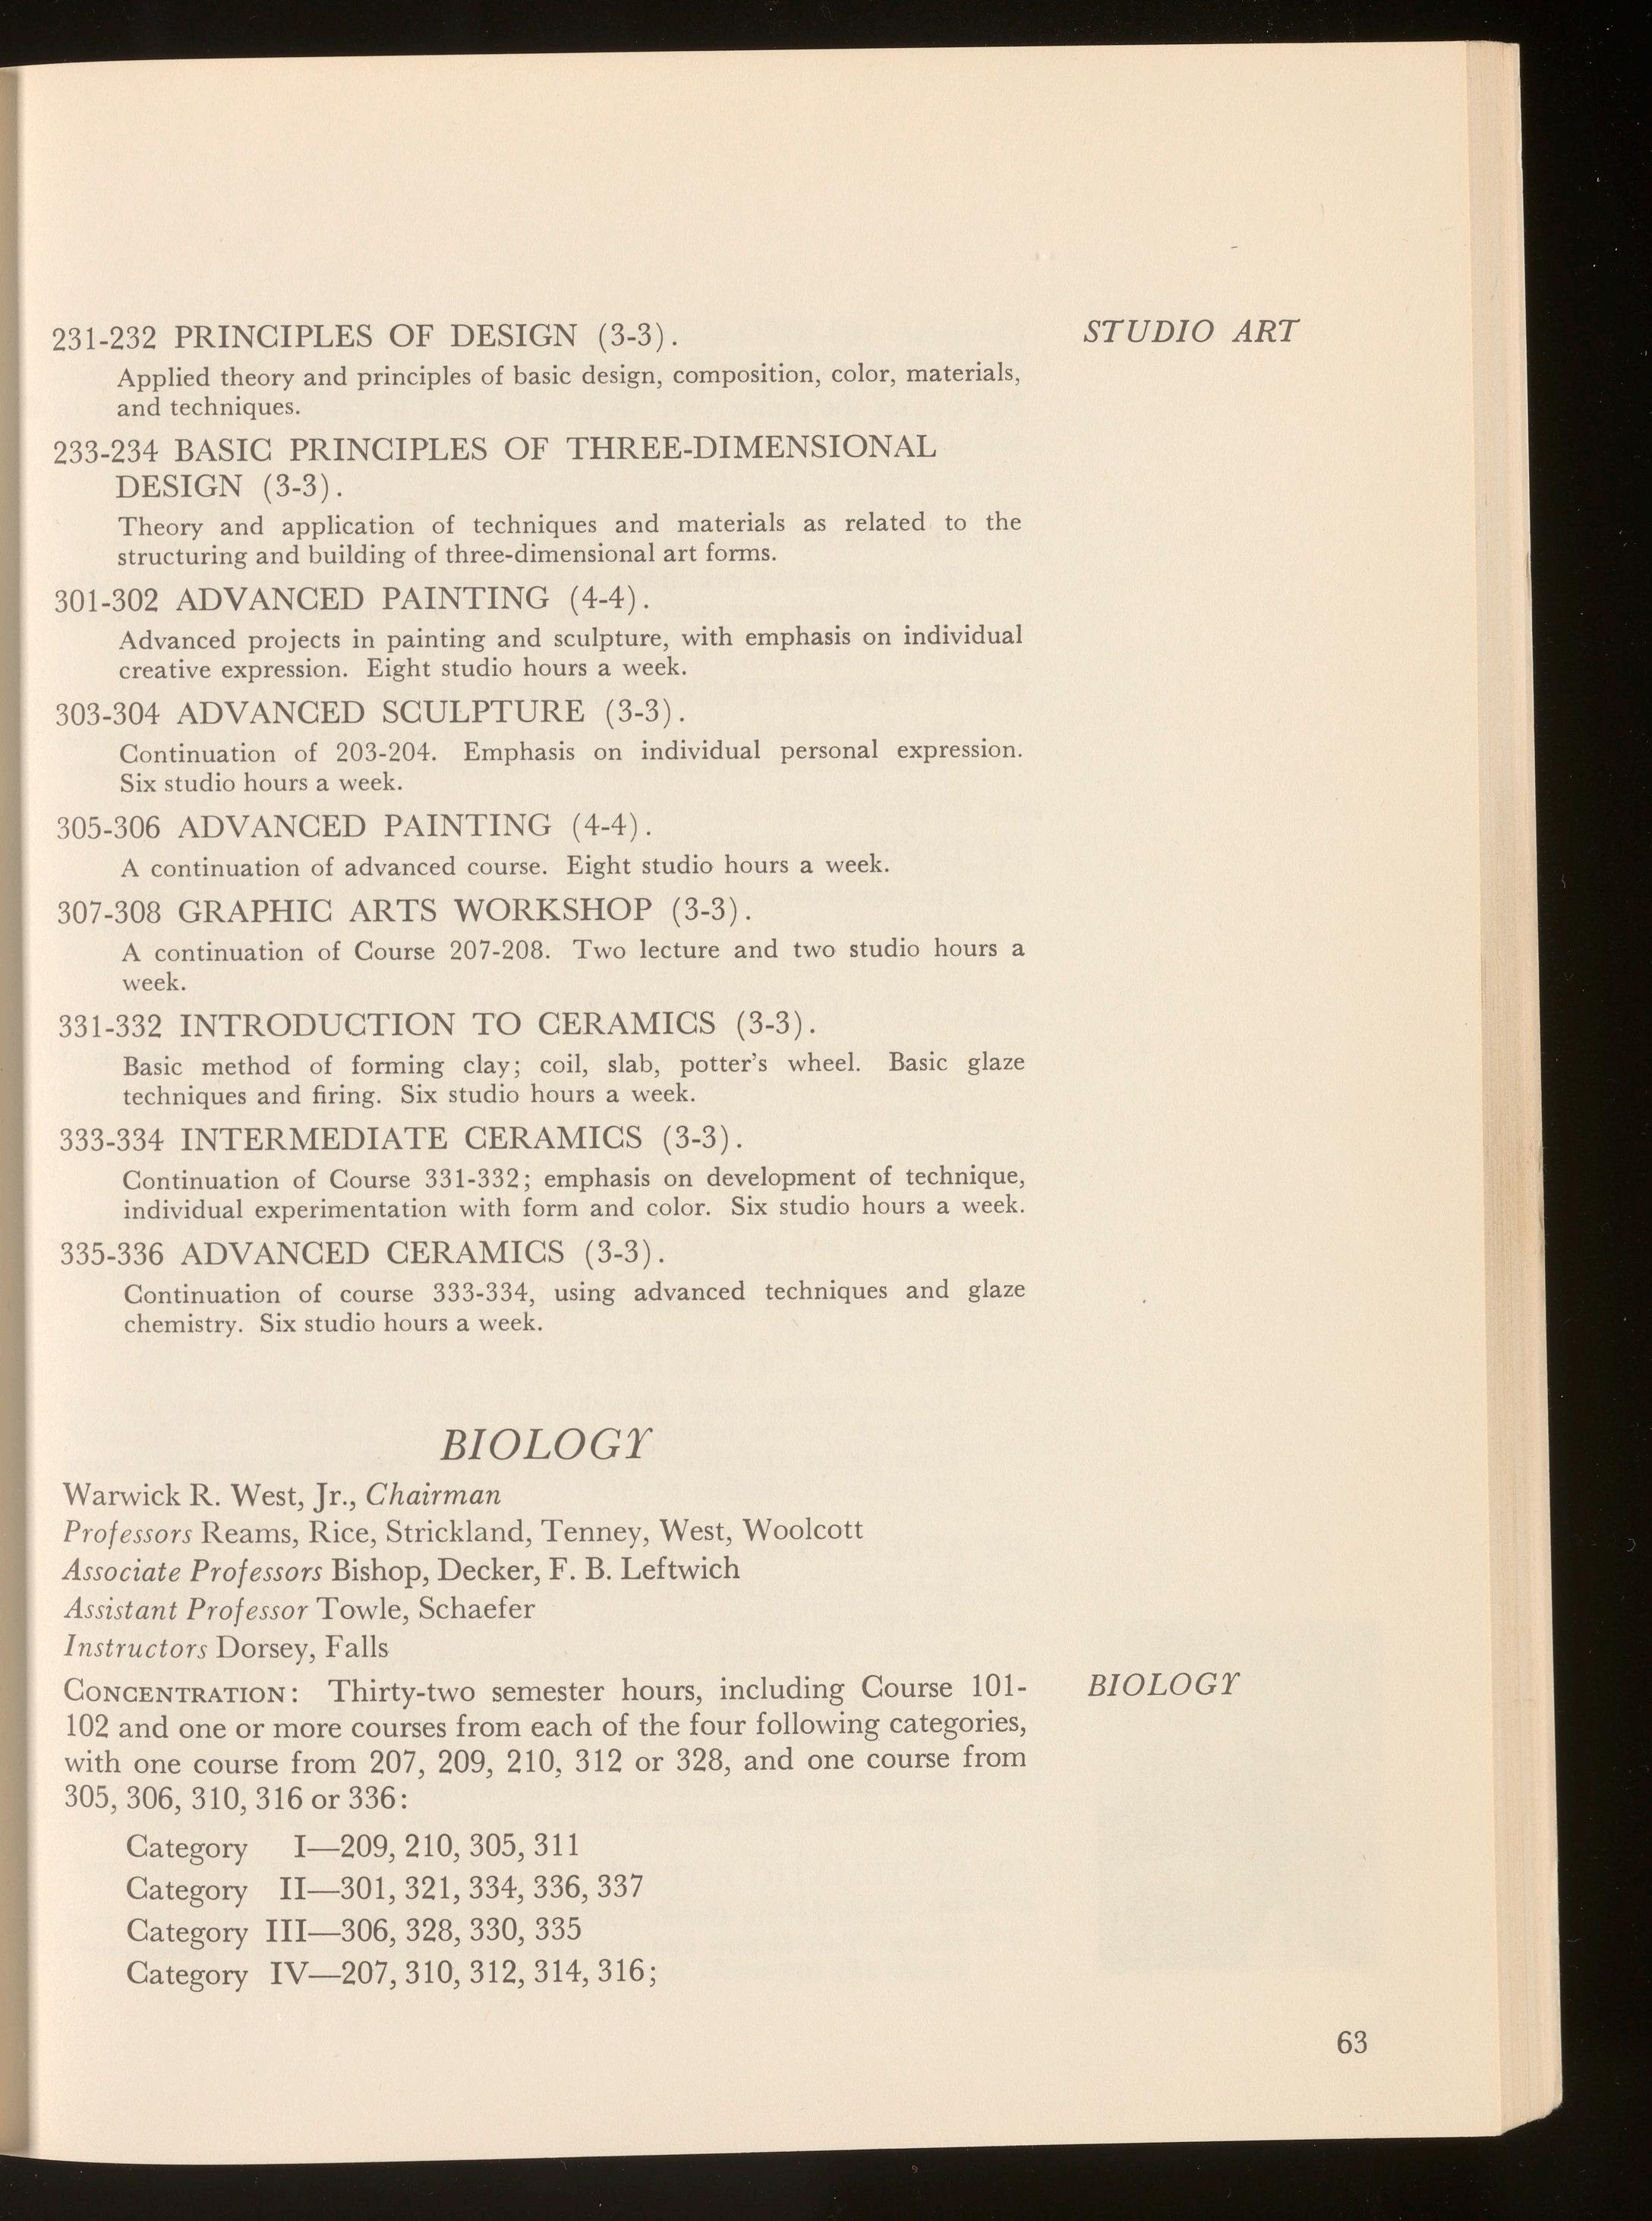 STUDIO ART
231-232 PRINCIPLES OF DESIGN (3-3).
Applied theory and principles of basic design, composition, color, materials,
and techniques.
233-234 BASIC PRINCIPLES OF THREE-DIMENSIONAL
DESIGN (3-3).
Theory and application of techniques and materials as related to the
structuring and building of three-dimensional art forms.
301-302 ADVANCED PAINTING (4-4).
Advanced projects in painting and sculpture, with emphasis on individual
creative expression. Eight studio hours a week.
303-304 ADVANCED SCULPTURE (3-3).
Continuation of 203-204. Emphasis on individual personal expression.
Six studio hours a week.
305-306 ADVANCED PAINTING (4-4).
A continuation of advanced course. Eight studio hours a week.
307-308 GRAPHIC ARTS WORKSHOP (3-3).
A continuation of Course 207-208. Two lecture and two studio hours a
week.
331-332 INTRODUCTION TO CERAMICS (3-3).
Basic method of forming clay; coil, slab, potter's wheel. Basic glaze
techniques and firing. Six studio hours a week.
333-334 INTERMEDIATE CERAMICS (3-3).
Continuation of Course 331-332; emphasis on development of technique,
individual experimentation with form and color. Six studio hours a week.
335-336 ADVANCED CERAMICS (3-3).
Continuation of course 333-334, using advanced techniques and glaze
chemistry. Six studio hours a week.
BIOLOGY
Warwick R. West, Jr., Chairman
Professors Reams, Rice, Strickland, Tenney, West, Woolcott
Associate Professors Bishop, Decker, F. B. Leftwich
Assistant Professor Towle, Schaefer
Instructors Dorsey, Falls
BIOLOGY
CONCENTRATION: Thirty-two semester hours, including Course 101-
102 and one or more courses from each of the four following categories,
with one course from 207, 209, 210, 312 or 328, and one course from
305, 306, 310, 316 or 336:
Category I—209, 210, 305, 311
Category II—301, 321, 334, 336, 337
Category III—306, 328, 330, 335
Category IV—207, 310, 312, 314, 316;
63